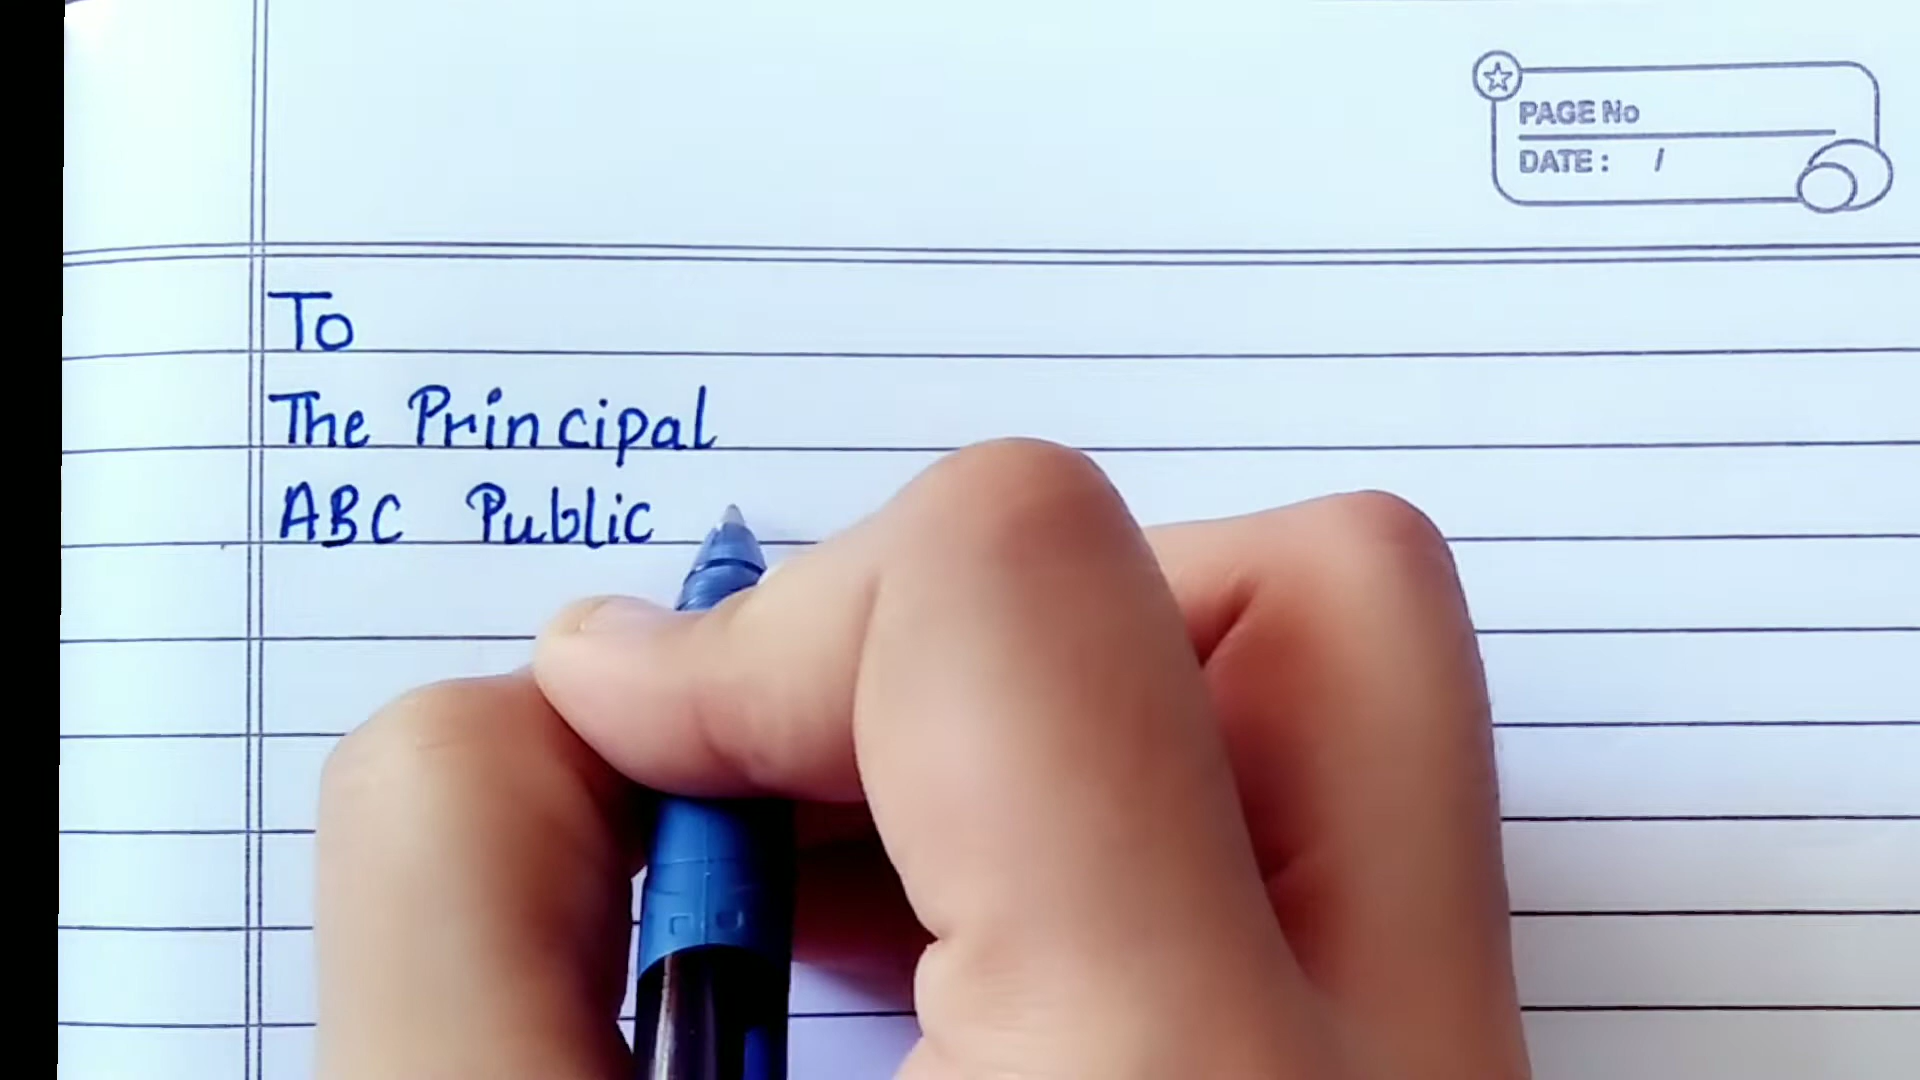 PAGE No
DATE : /
To
The Principal
ABC Public